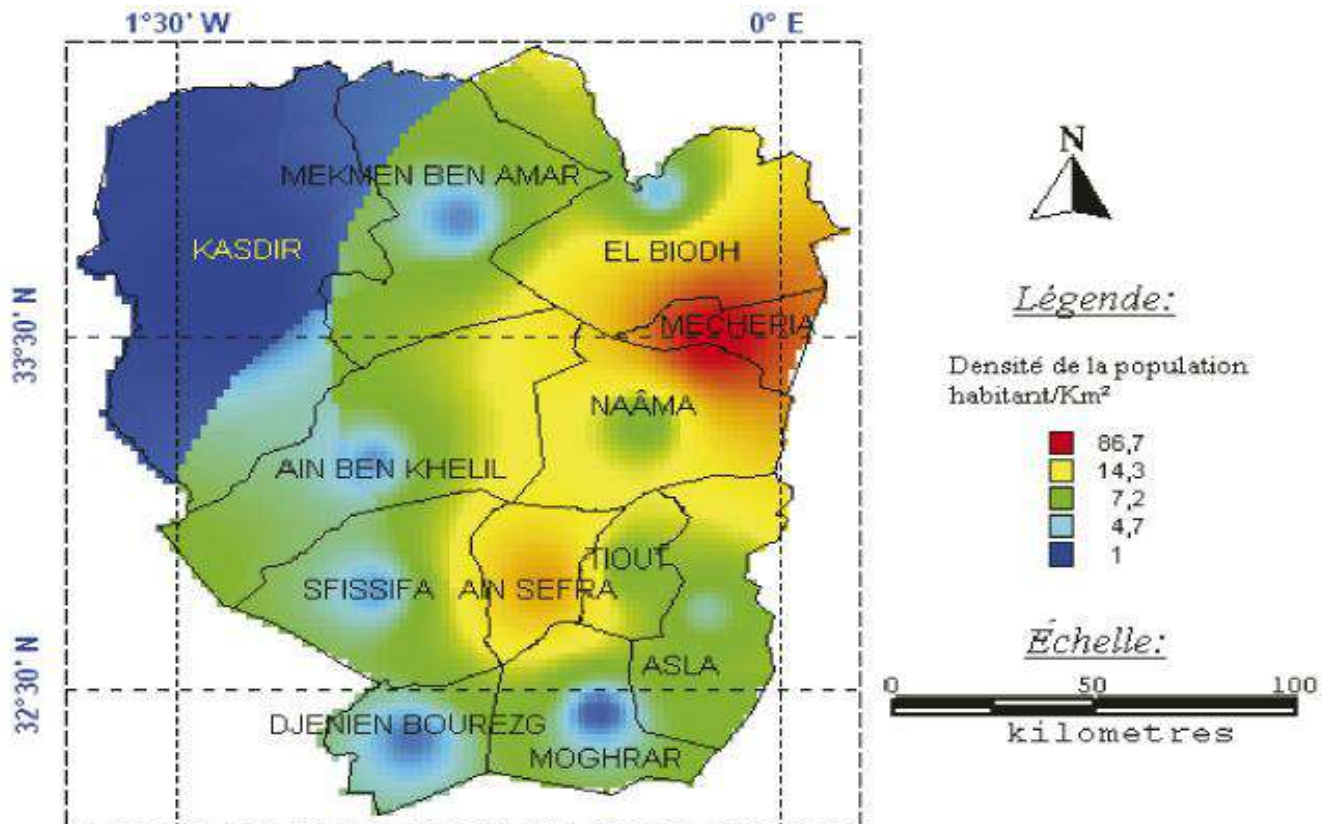 1°30' W
0° E
33°30' N
32°30' N
MEKMEN BEN AMAR
KASDIR
EL BIODH
MECHERIA
NAÂMA
AIN BEN KHELIL
TIOUT
SFISSIFA
AIN SEFRA
ASLA
DJENIEN BOUREZG
MOGHRAR
N
Légende:
Densité de la population
habitant/Km²
86,7
14,3
7,2
4,7
1
Échelle:
0 50 100
kilometres